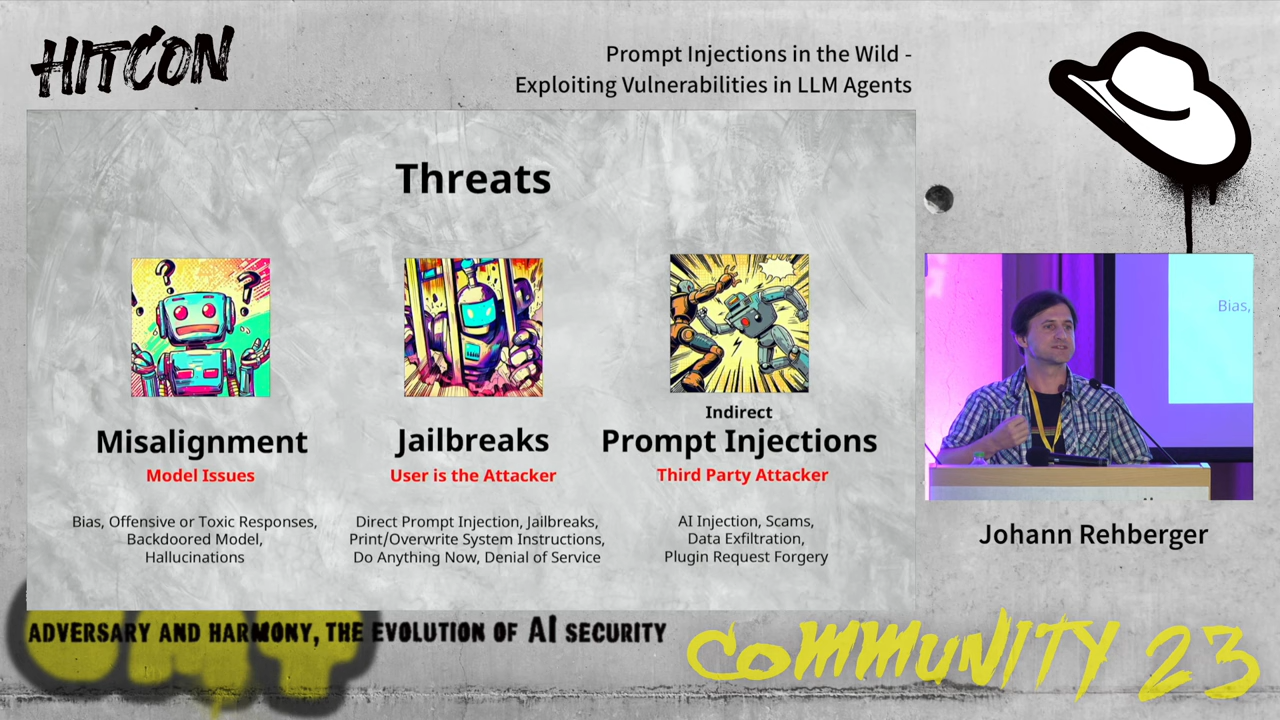 HITCON
Prompt Injections in the Wild -
Exploiting Vulnerabilities in LLM Agents
Threats
Misalignment
Model Issues
Bias, Offensive or Toxic Responses,
Backdoored Model,
Hallucinations
Jailbreaks
User is the Attacker
Direct Prompt Injection, Jailbreaks,
Print/Overwrite System Instructions,
Do Anything Now, Denial of Service
Indirect
Prompt Injections
Third Party Attacker
AI Injection, Scams,
Data Exfiltration,
Plugin Request Forgery
Bias,
Johann Rehberger
ADVERSARY AND HARMONY, THE EVOLUTION OF AI SECURITY
COMMUNITY 23